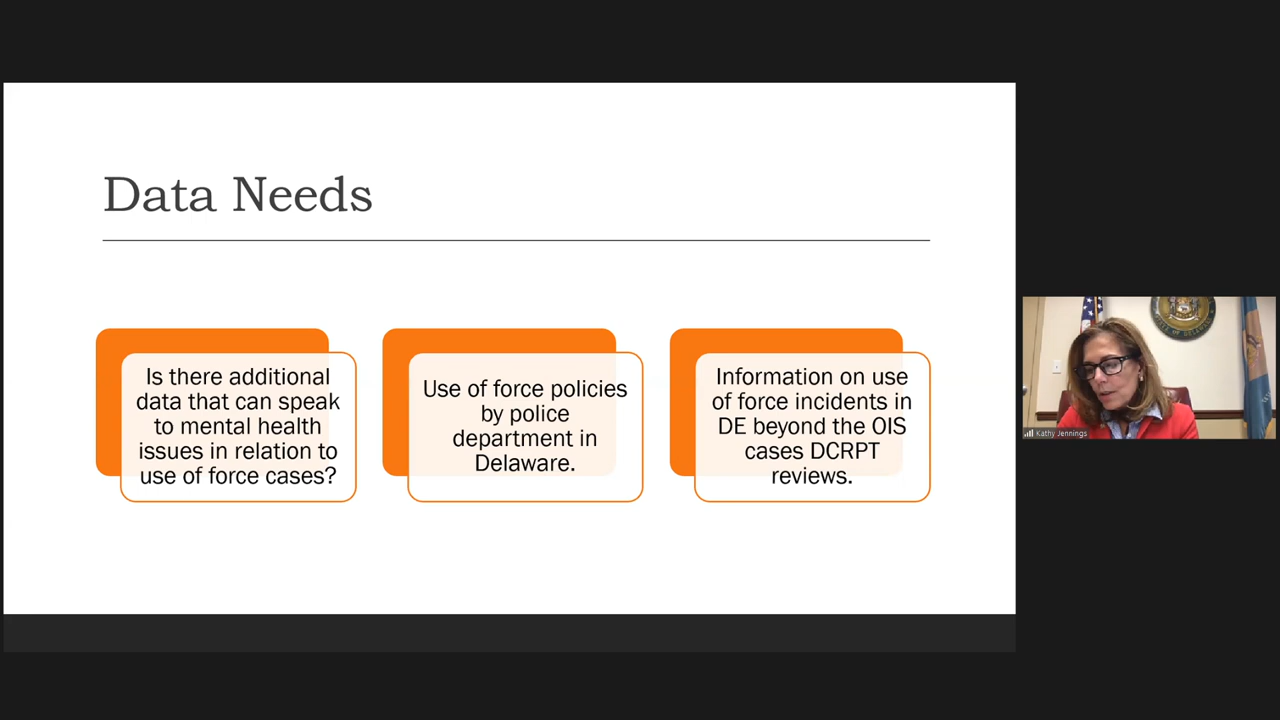 Data Needs
Is there additional
data that can speak
to mental health
issues in relation to
use of force cases?
Use of force policies
by police
department in
Delaware.
Information on use
of force incidents in
DE beyond the OIS
cases DCRPT
reviews.
Kathy Jennings